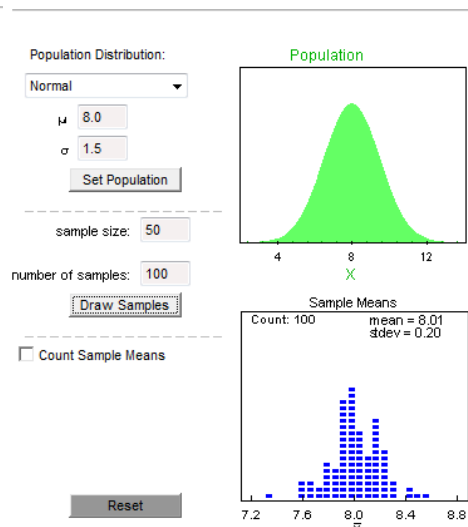 Population Distribution:
Normal
μ 8.0
σ 1.5
Set Population
sample size: 50
number of samples: 100
Draw Samples
Count Sample Means
Reset
Population
4 8 12
X
Sample Means
Count: 100 mean = 8.01
stdev = 0.20
7.2 7.6 8.0 8.4 8.8